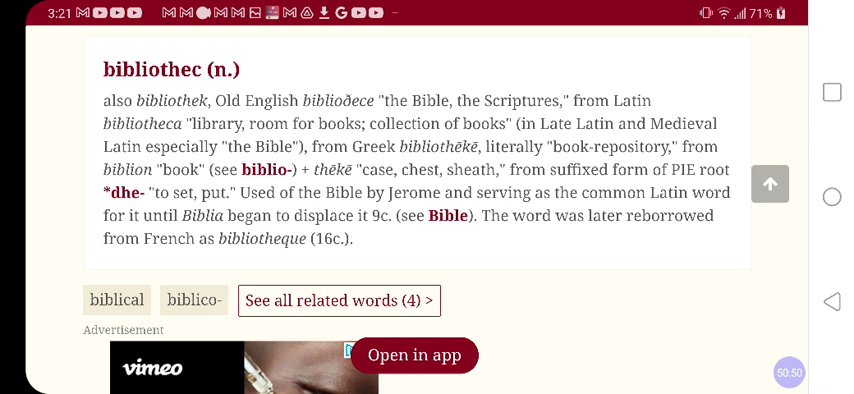 3:21
71%
bibliothec (n.)
also bibliothek, Old English biblioðece "the Bible, the Scriptures," from Latin
bibliotheca "library, room for books; collection of books" (in Late Latin and Medieval
Latin especially "the Bible"), from Greek bibliothēkē, literally "book-repository," from
biblion "book" (see biblio-) + thēkē "case, chest, sheath," from suffixed form of PIE root
*dhe- "to set, put." Used of the Bible by Jerome and serving as the common Latin word
for it until Biblia began to displace it 9c. (see Bible). The word was later reborrowed
from French as bibliotheque (16c.).
biblical biblico- See all related words (4) >
Advertisement
vimeo
Open in app
50:50